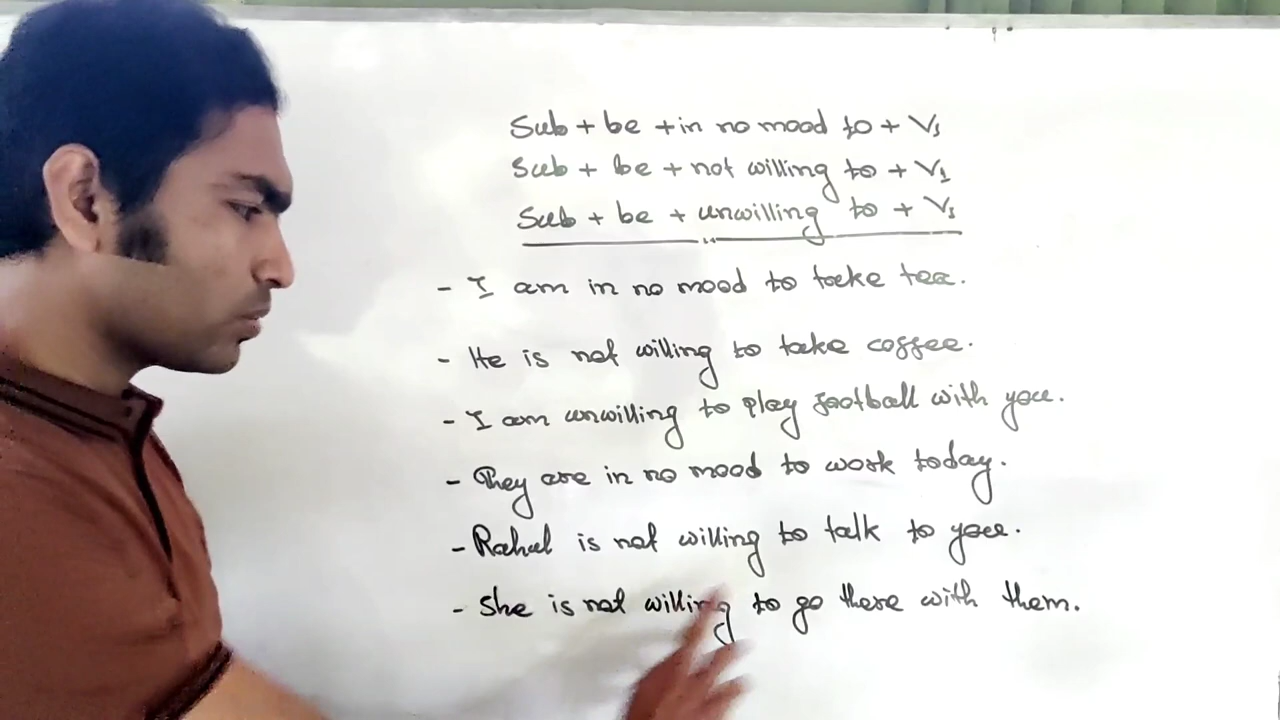 Sub + be + in no mood to + V₁
Sub + be + not willing to + V₁
Sub + be + unwilling to + V₁
- I am in no mood to take tea.
- He is not willing to take coffee.
- I am unwilling to play football with you.
- They are in no mood to work today.
- Rahul is not willing to talk to you.
- She is not willing to go there with them.